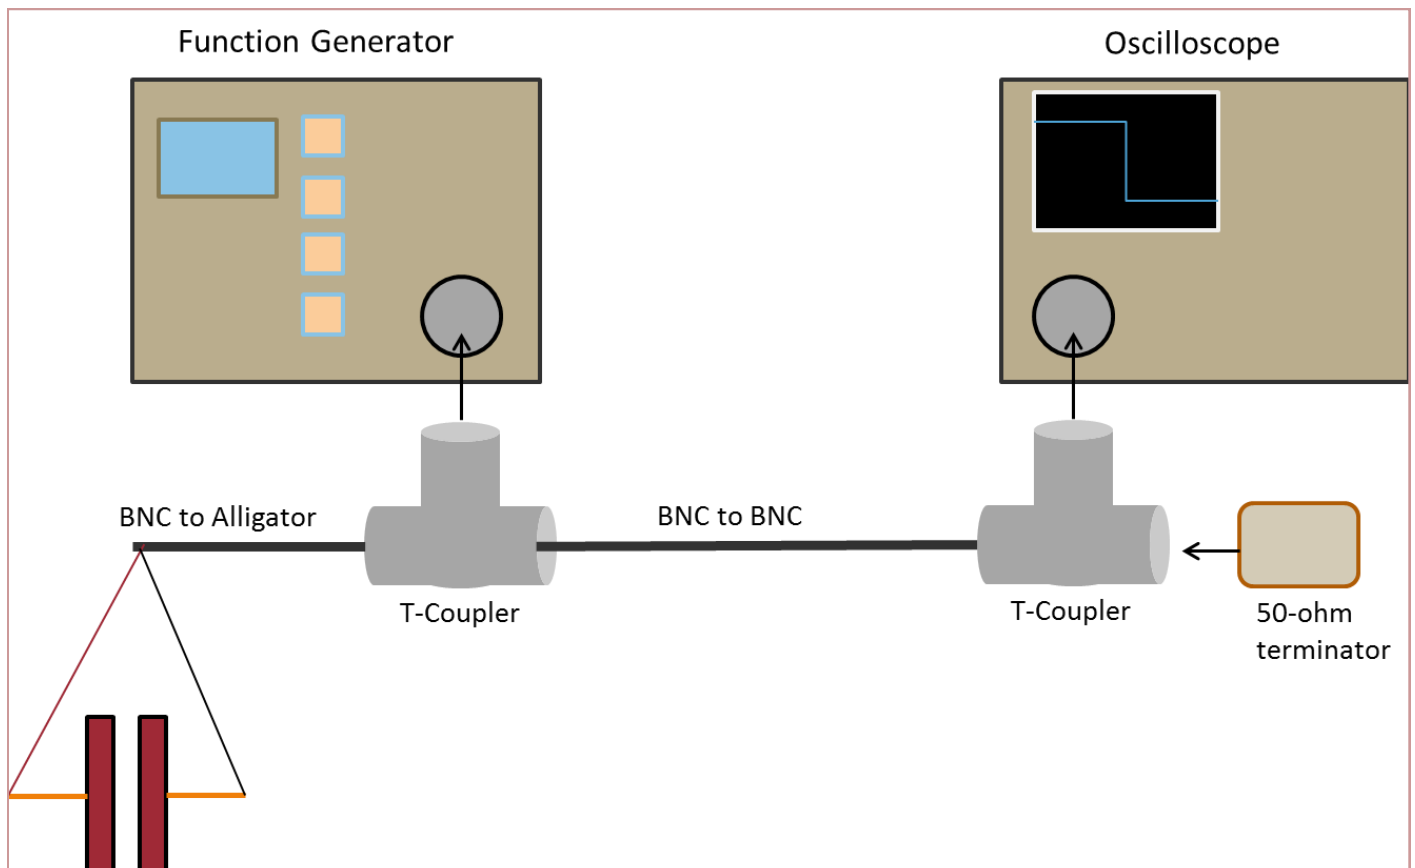 Function Generator
Oscilloscope
BNC to Alligator
BNC to BNC
T-Coupler
T-Coupler
50-ohm
terminator